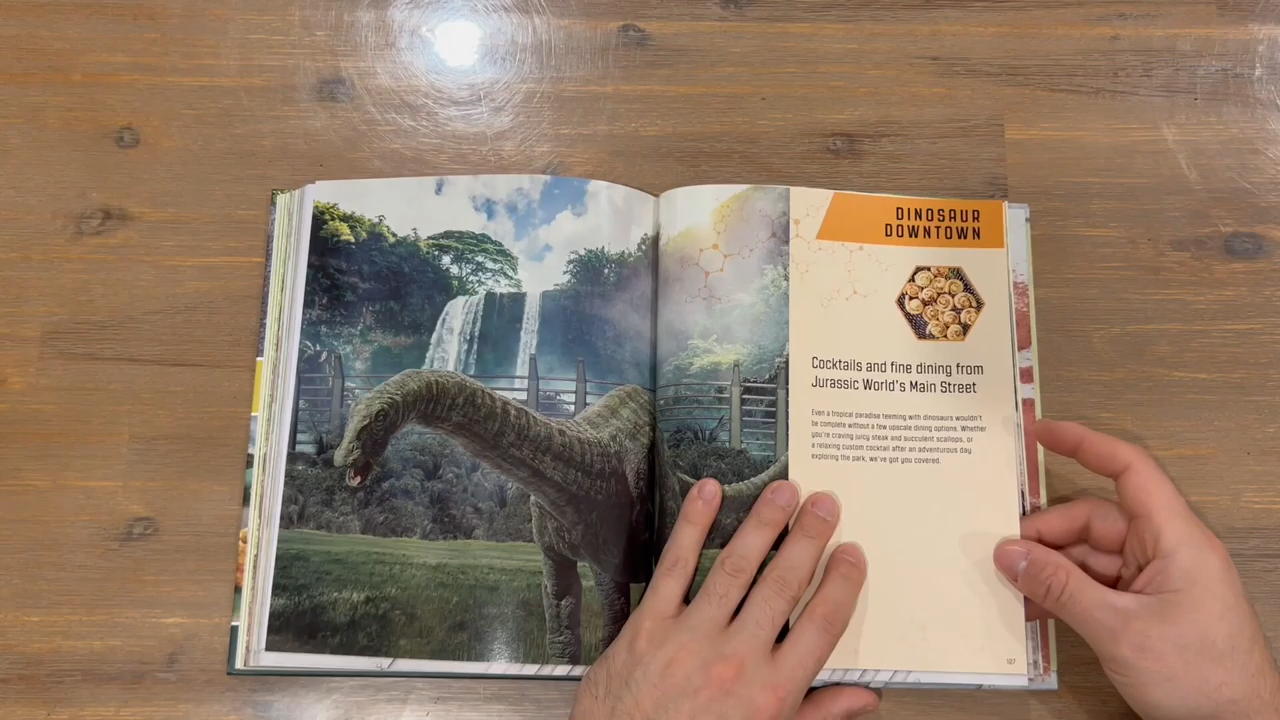 DINOSAUR
DOWNTOWN
Cocktails and fine dining from
Jurassic World's Main Street
Even a tropical paradise teeming with dinosaurs wouldn't
be complete without a few upscale dining options. Whether
you're craving juicy steak and succulent scallops, or
a relaxing custom cocktail after an adventurous day
exploring the park, we've got you covered.
127